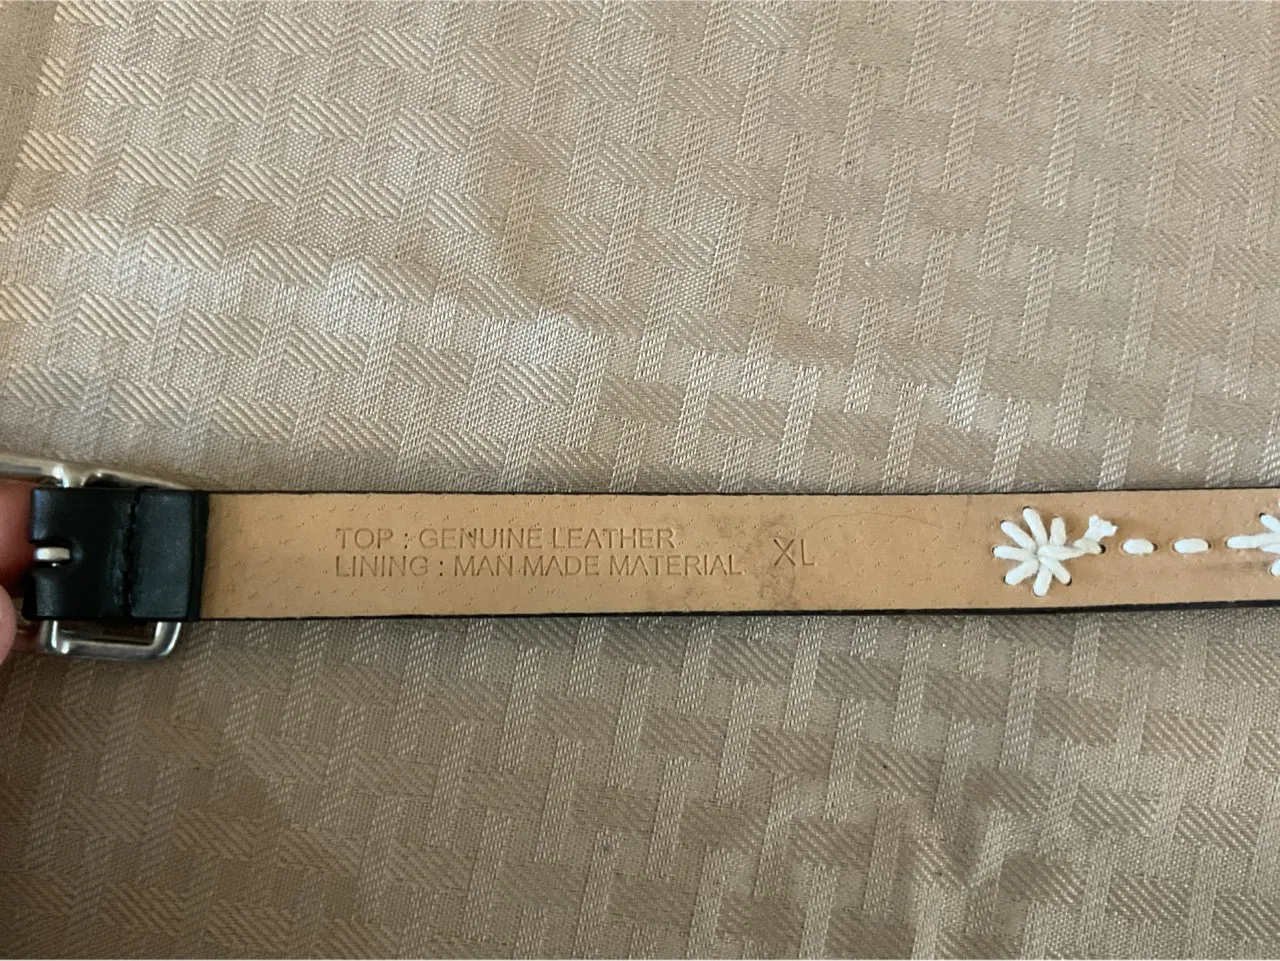 TOP : GENUINE LEATHER
LINING : MAN MADE MATERIAL XL